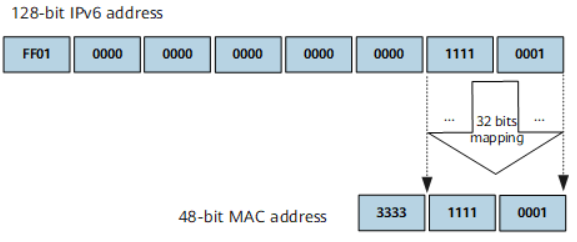 128-bit IPv6 address
FF01 0000 0000 0000 0000 0000 1111 0001
... 32 bits ...
mapping
48-bit MAC address 3333 1111 0001